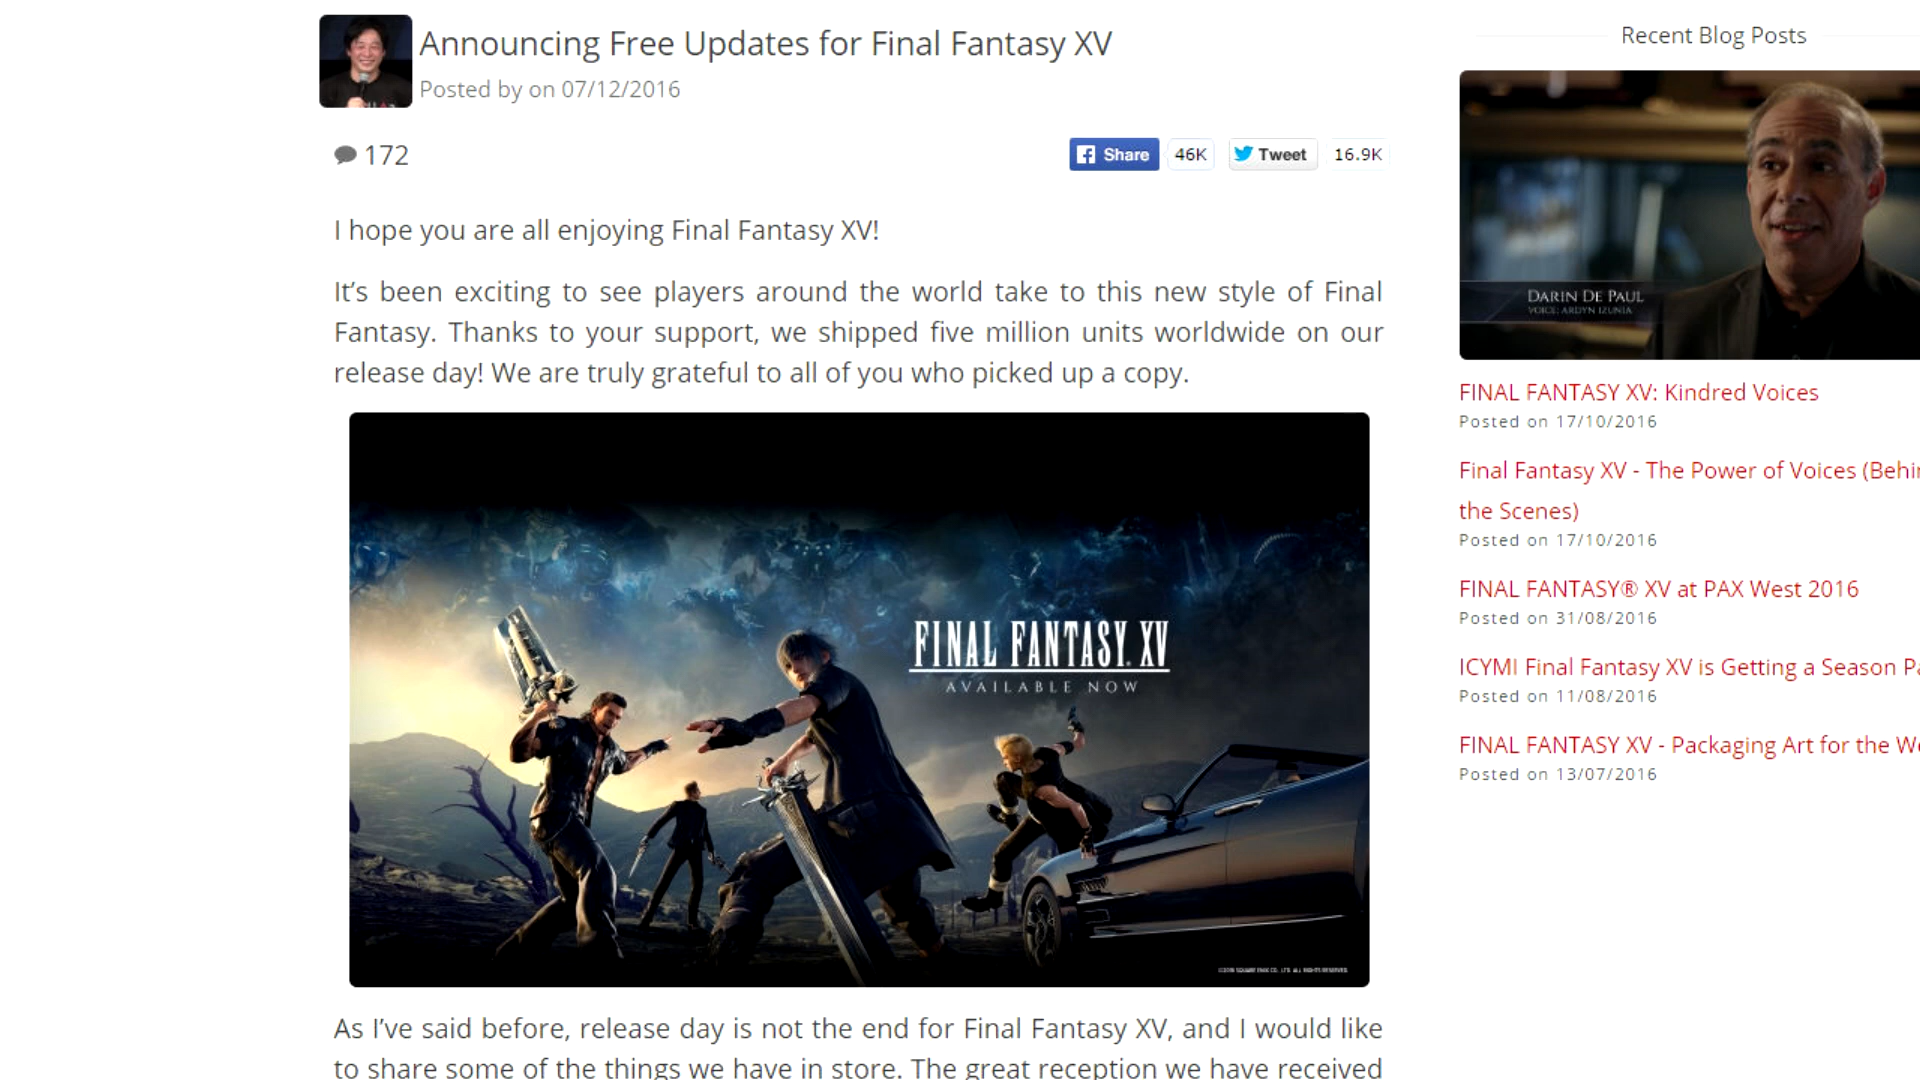 Announcing Free Updates for Final Fantasy XV
Posted by on 07/12/2016
172
Share 46K Tweet 16.9K
I hope you are all enjoying Final Fantasy XV!
It’s been exciting to see players around the world take to this new style of Final
Fantasy. Thanks to your support, we shipped five million units worldwide on our
release day! We are truly grateful to all of you who picked up a copy.
FINAL FANTASY XV
AVAILABLE NOW
As I’ve said before, release day is not the end for Final Fantasy XV, and I would like
to share some of the things we have in store. The great reception we have received
Recent Blog Posts
DARIN DE PAUL
VOICE: ARDYN IZUNIA
FINAL FANTASY XV: Kindred Voices
Posted on 17/10/2016
Final Fantasy XV - The Power of Voices (Behin
the Scenes)
Posted on 17/10/2016
FINAL FANTASY® XV at PAX West 2016
Posted on 31/08/2016
ICYMI Final Fantasy XV is Getting a Season Pa
Posted on 11/08/2016
FINAL FANTASY XV - Packaging Art for the Wo
Posted on 13/07/2016